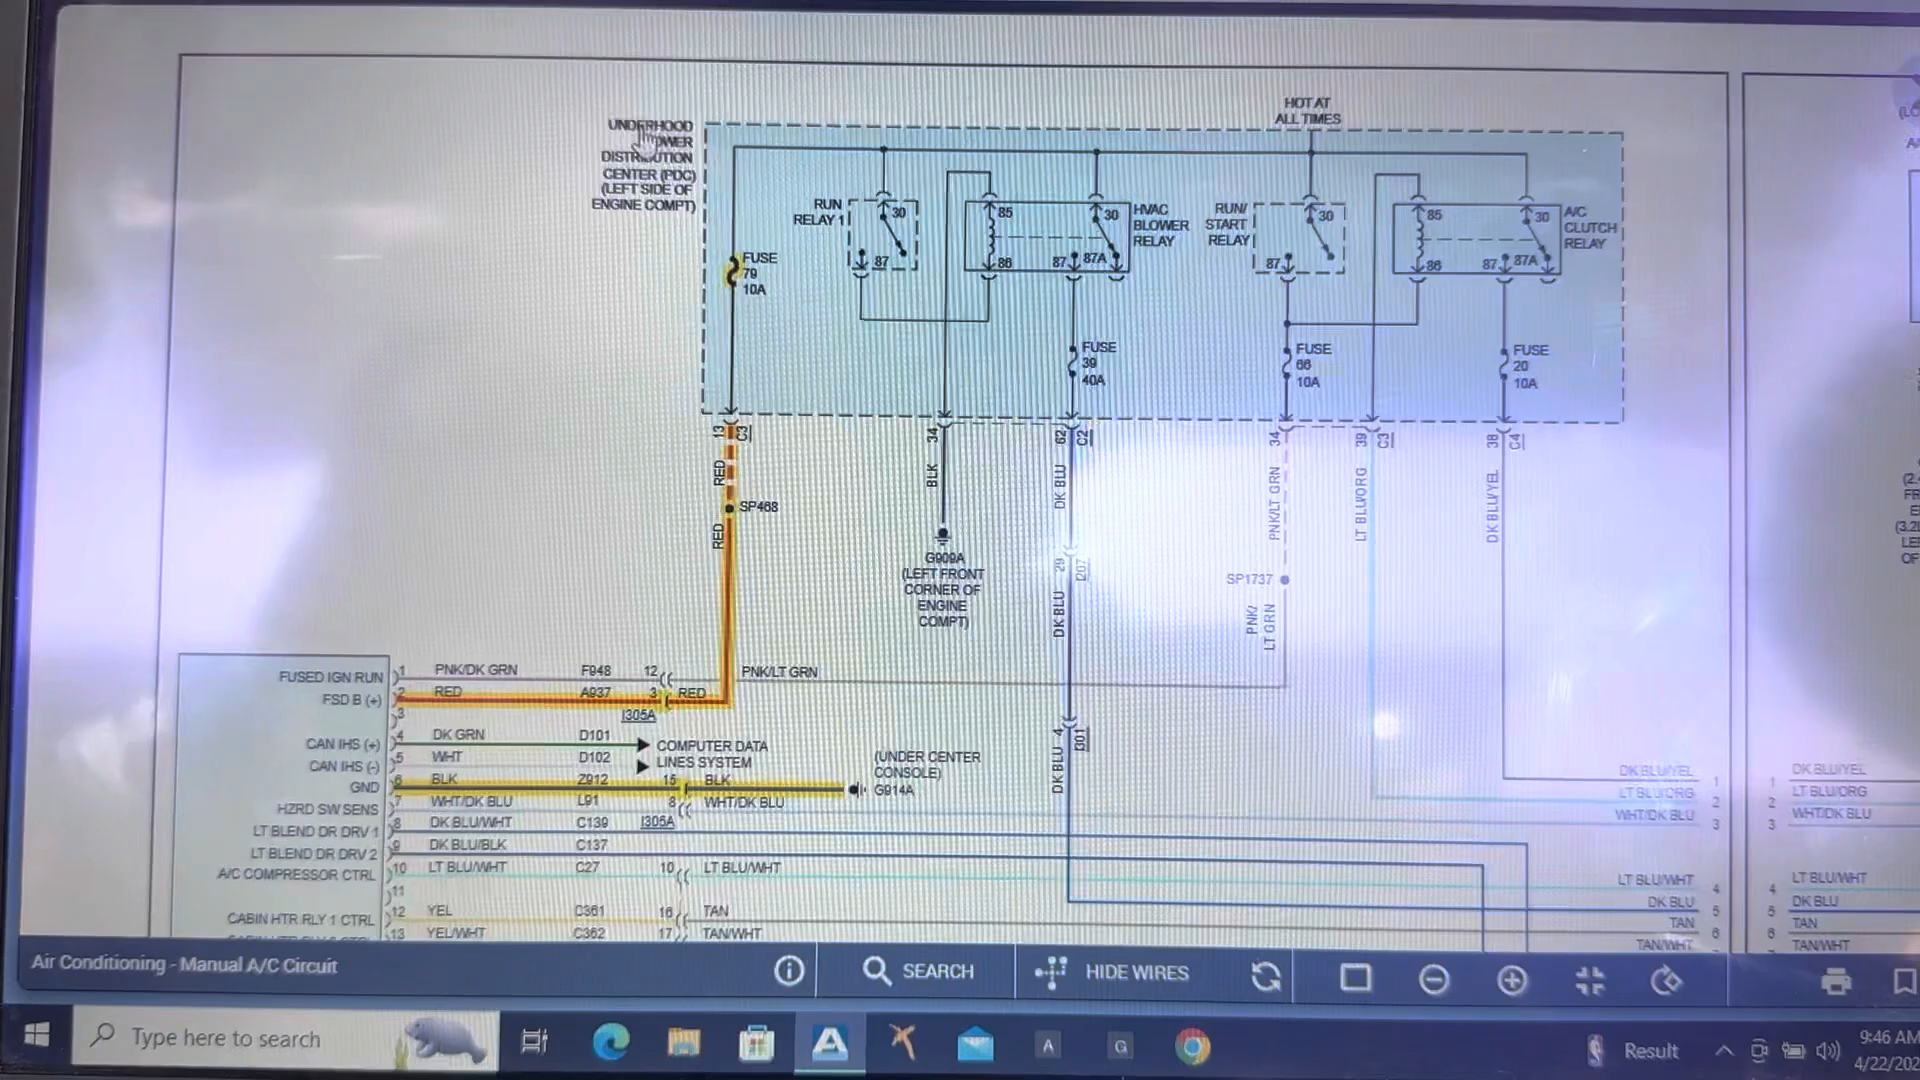 HOT AT
ALL TIMES
UNDERHOOD
POWER
DISTRIBUTION
CENTER (PDC)
(LEFT SIDE OF
ENGINE COMPT)
RUN
RELAY 1
30
87
85
86
30
87
87A
HVAC
BLOWER
RELAY
RUN/
START
RELAY
30
87
85
86
30
87
87A
A/C
CLUTCH
RELAY
FUSE
79
10A
FUSE
39
40A
FUSE
66
10A
FUSE
20
10A
13
C3
34
62
C2
34
39
C3
38
C4
RED
SP468
RED
BLK
G909A
(LEFT FRONT
CORNER OF
ENGINE
COMPT)
DK BLU
29
DK BLU
4
I301
DK BLU
PNK/LT GRN
SP1737
PNK/
LT GRN
LT BLU/ORG
DK BLU/YEL
FUSED IGN RUN 1 PNK/DK GRN F948 12 PNK/LT GRN
FSD B (+) 2 RED A937 3 RED
3
I305A
CAN IHS (+) 4 DK GRN D101 COMPUTER DATA
CAN IHS (-) 5 WHT D102 LINES SYSTEM
GND 6 BLK Z912 15 BLK
(UNDER CENTER
CONSOLE)
G914A
HZRD SW SENS 7 WHT/DK BLU L91 8 WHT/DK BLU
LT BLEND DR DRV 1 8 DK BLU/WHT C139 I305A
LT BLEND DR DRV 2 9 DK BLU/BLK C137
A/C COMPRESSOR CTRL 10 LT BLU/WHT C27 10 LT BLU/WHT
11
CABIN HTR RLY 1 CTRL 12 YEL C361 16 TAN
13 YEL/WHT C362 17 TAN/WHT
DK BLU/YEL 1
LT BLU/ORG 2
WHT/DK BLU 3
LT BLU/WHT 4
DK BLU 5
TAN 6
TAN/WHT
1 DK BLU/YEL
2 LT BLU/ORG
3 WHT/DK BLU
4 LT BLU/WHT
5 DK BLU
6 TAN
TAN/WHT
Air Conditioning - Manual A/C Circuit
SEARCH
HIDE WIRES
Type here to search
A
G
Result
9:46 AM
4/22/202